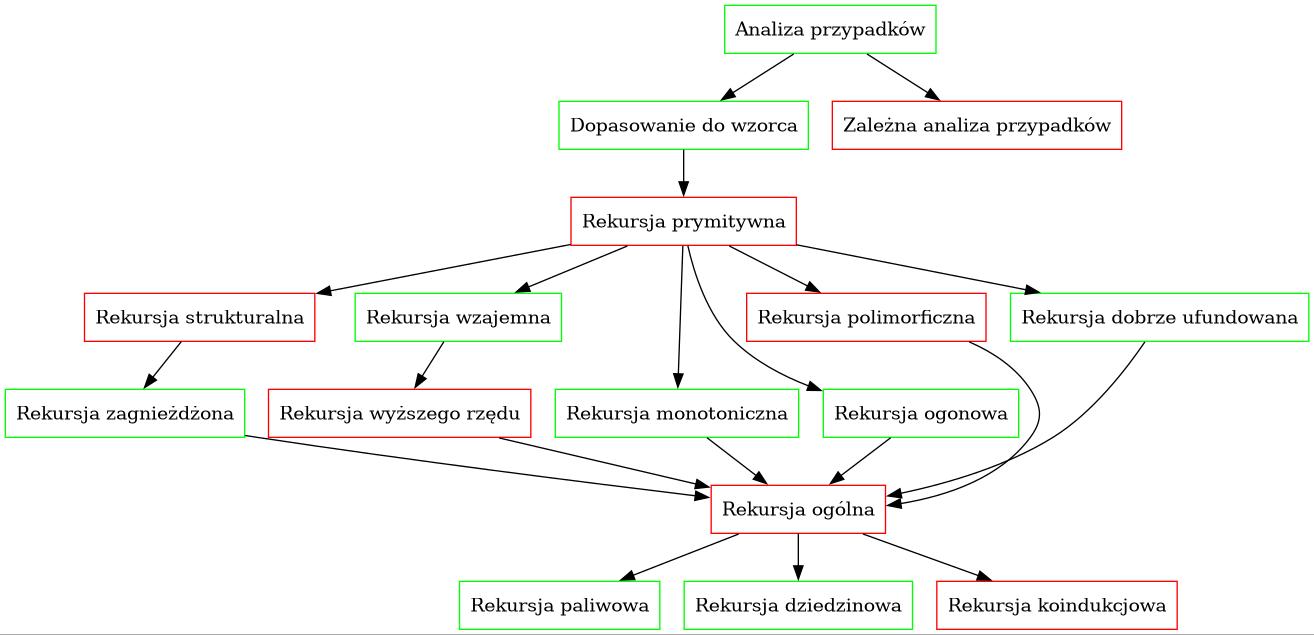 Analiza przypadków
Dopasowanie do wzorca
Zależna analiza przypadków
Rekursja prymitywna
Rekursja strukturalna
Rekursja wzajemna
Rekursja polimorficzna
Rekursja dobrze ufundowana
Rekursja zagnieżdżona
Rekursja wyższego rzędu
Rekursja monotoniczna
Rekursja ogonowa
Rekursja ogólna
Rekursja paliwowa
Rekursja dziedzinowa
Rekursja koindukcjowa